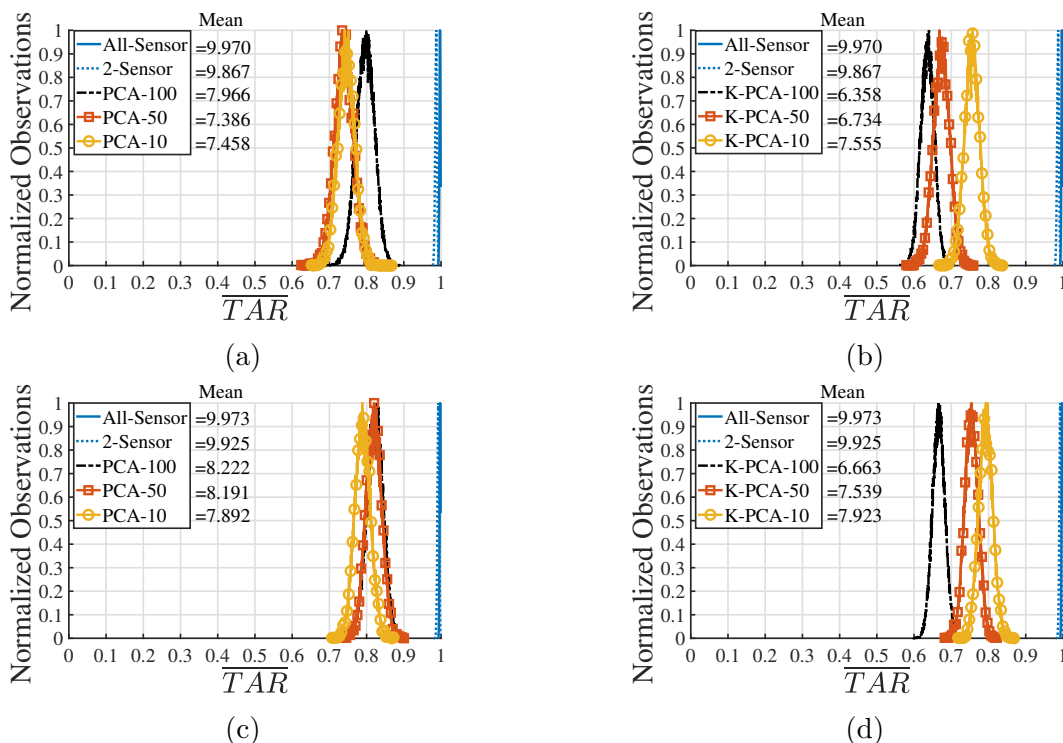 Mean
All-Sensor =9.970
2-Sensor =9.867
PCA-100 =7.966
PCA-50 =7.386
PCA-10 =7.458
Normalized Observations
1
0.9
0.8
0.7
0.6
0.5
0.4
0.3
0.2
0.1
0
0 0.1 0.2 0.3 0.4 0.5 0.6 0.7 0.8 0.9 1
TAR
(a)
Mean
All-Sensor =9.970
2-Sensor =9.867
K-PCA-100 =6.358
K-PCA-50 =6.734
K-PCA-10 =7.555
Normalized Observations
1
0.9
0.8
0.7
0.6
0.5
0.4
0.3
0.2
0.1
0
0 0.1 0.2 0.3 0.4 0.5 0.6 0.7 0.8 0.9 1
TAR
(b)
Mean
All-Sensor =9.973
2-Sensor =9.925
PCA-100 =8.222
PCA-50 =8.191
PCA-10 =7.892
Normalized Observations
1
0.9
0.8
0.7
0.6
0.5
0.4
0.3
0.2
0.1
0
0 0.1 0.2 0.3 0.4 0.5 0.6 0.7 0.8 0.9 1
TAR
(c)
Mean
All-Sensor =9.973
2-Sensor =9.925
K-PCA-100 =6.663
K-PCA-50 =7.539
K-PCA-10 =7.923
Normalized Observations
1
0.9
0.8
0.7
0.6
0.5
0.4
0.3
0.2
0.1
0
0 0.1 0.2 0.3 0.4 0.5 0.6 0.7 0.8 0.9 1
TAR
(d)